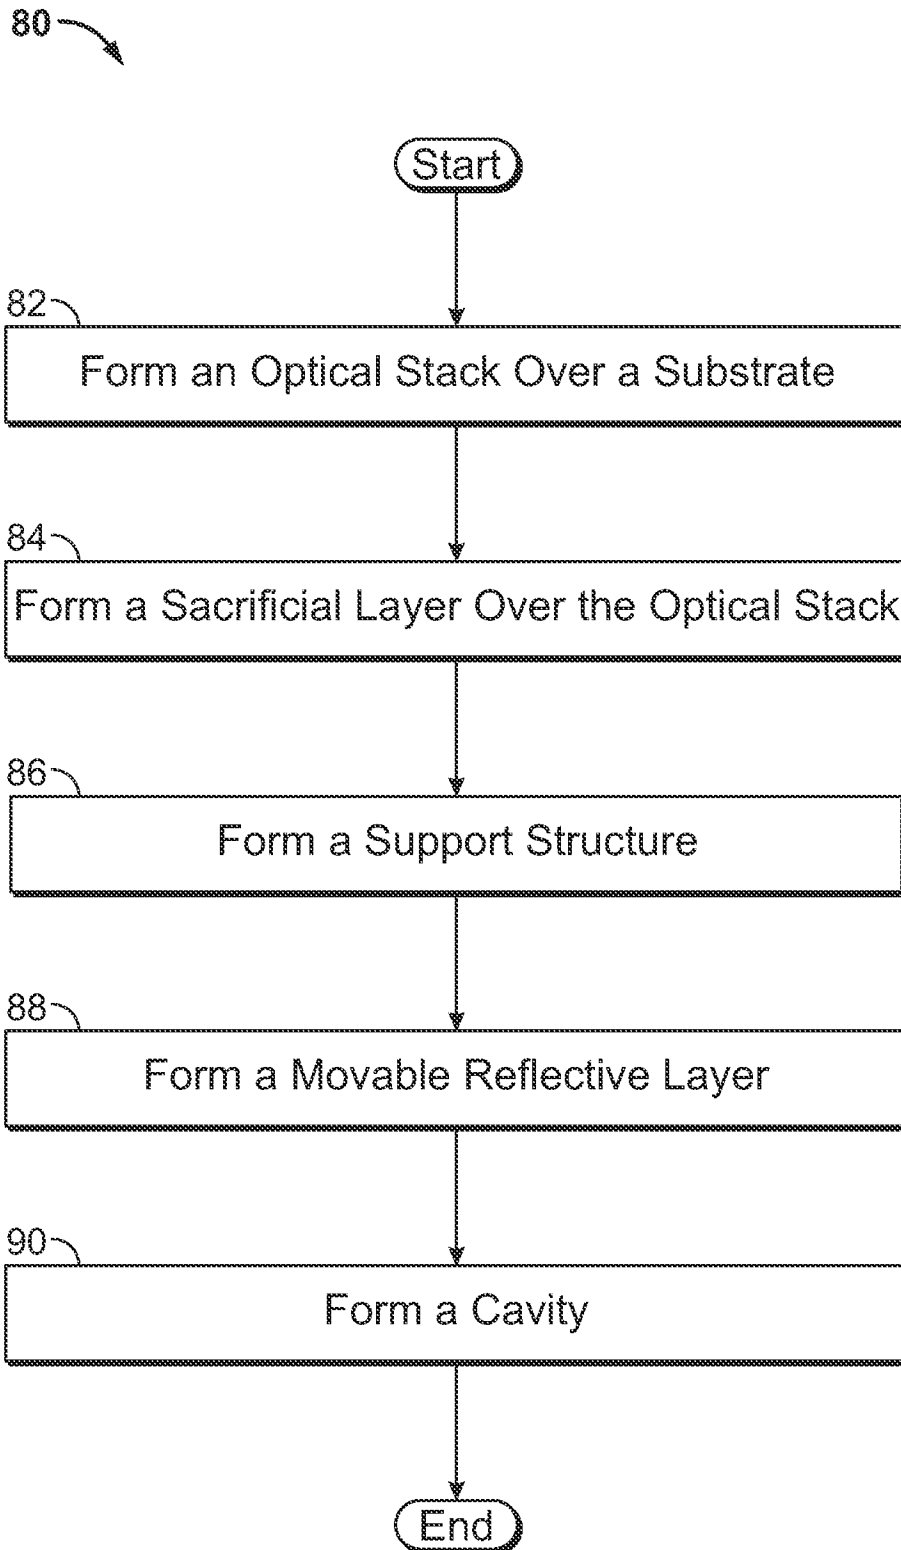 80
Start
82
Form an Optical Stack Over a Substrate
84
Form a Sacrificial Layer Over the Optical Stack
86
Form a Support Structure
88
Form a Movable Reflective Layer
90
Form a Cavity
End